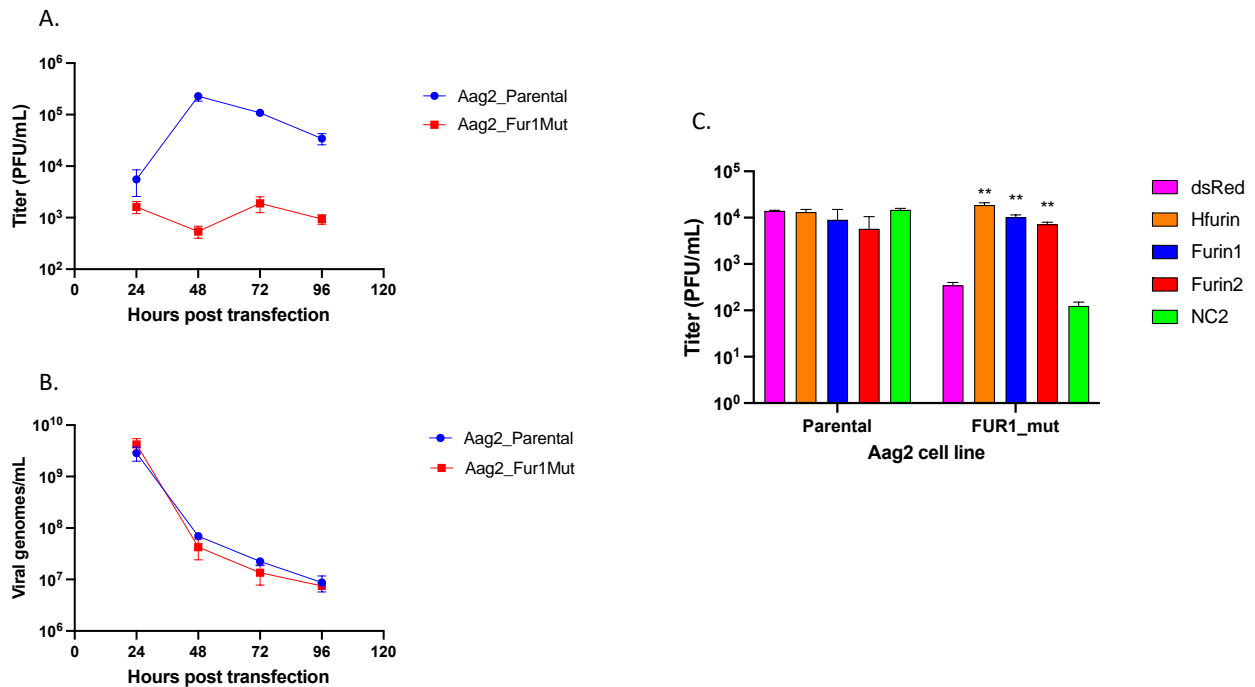 A.
Titer (PFU/mL)
10^6
10^5
10^4
10^3
10^2
0 24 48 72 96 120
Hours post transfection
Aag2_Parental
Aag2_Fur1Mut
B.
Viral genomes/mL
10^10
10^9
10^8
10^7
10^6
0 24 48 72 96 120
Hours post transfection
Aag2_Parental
Aag2_Fur1Mut
C.
Titer (PFU/mL)
10^5
10^4
10^3
10^2
10^1
10^0
** ** **
Parental FUR1_mut
Aag2 cell line
dsRed
Hfurin
Furin1
Furin2
NC2